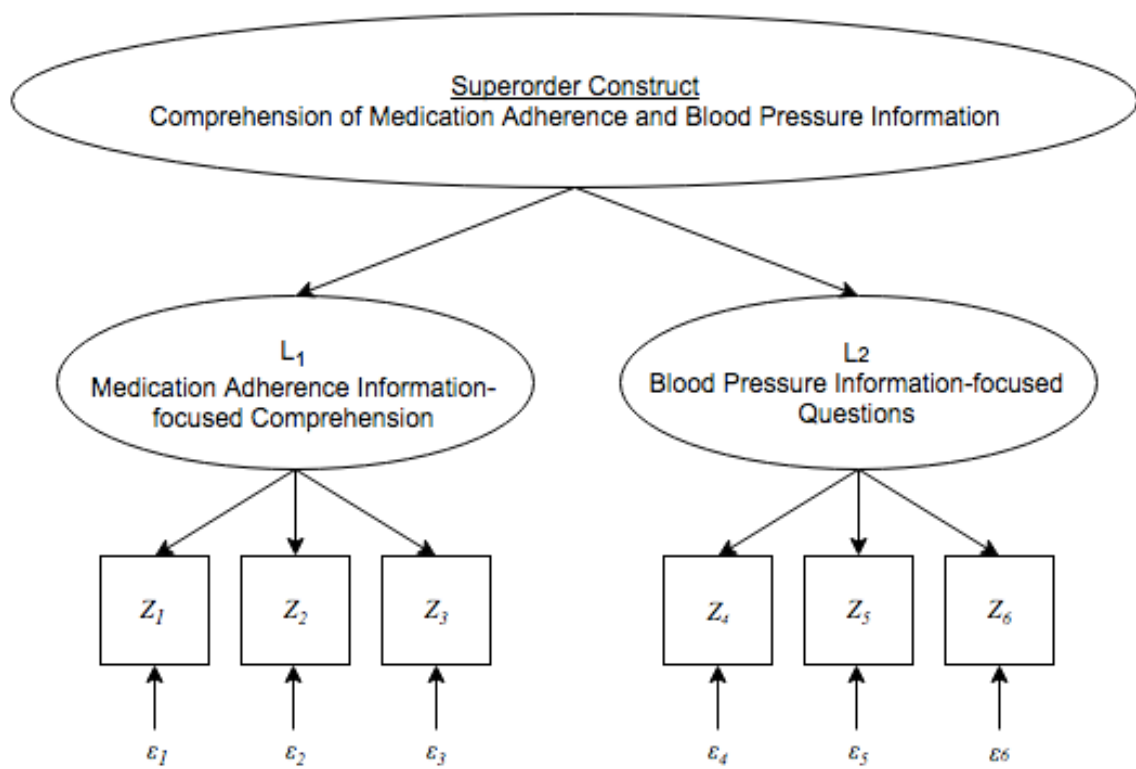 Superorder Construct
Comprehension of Medication Adherence and Blood Pressure Information
L₁
Medication Adherence Information-
focused Comprehension
L2
Blood Pressure Information-focused
Questions
Z₁ Z₂ Z₃ Z₄ Z₅ Z₆
ε₁ ε₂ ε₃ ε₄ ε₅ ε6